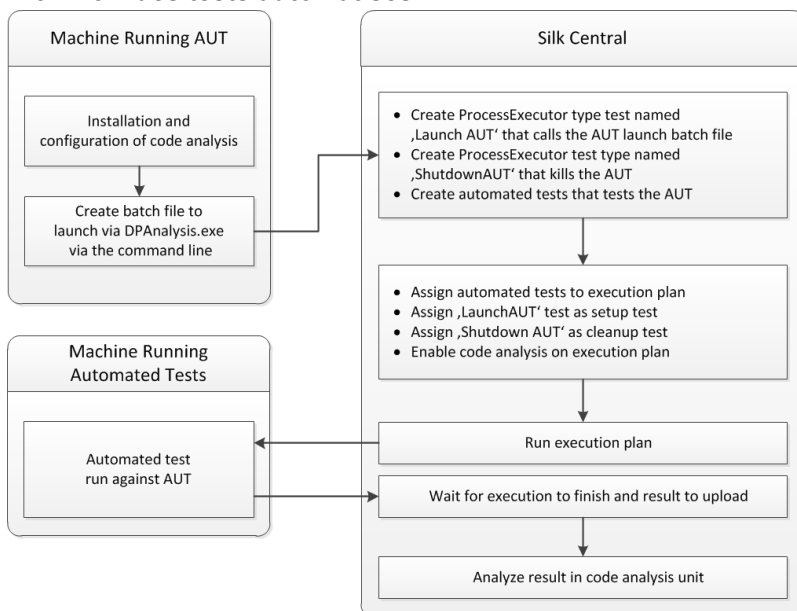 Machine Running AUT
Installation and
configuration of code analysis
Create batch file to
launch via DPAnalysis.exe
via the command line
Silk Central
• Create ProcessExecutor type test named
‚Launch AUT‘ that calls the AUT launch batch file
• Create ProcessExecutor test type named
‚ShutdownAUT‘ that kills the AUT
• Create automated tests that tests the AUT
• Assign automated tests to execution plan
• Assign ‚LaunchAUT‘ test as setup test
• Assign ‚Shutdown AUT‘ as cleanup test
• Enable code analysis on execution plan
Run execution plan
Machine Running
Automated Tests
Automated test
run against AUT
Wait for execution to finish and result to upload
Analyze result in code analysis unit